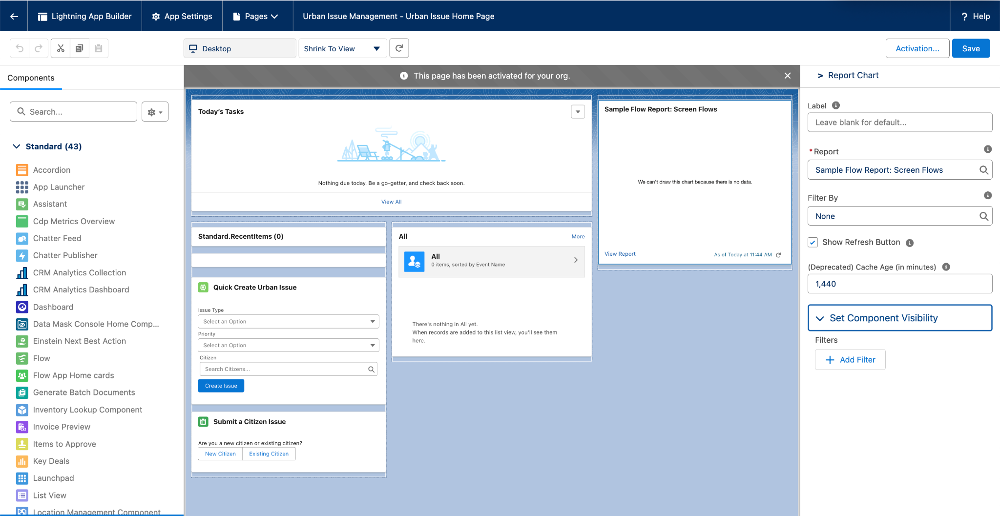 Lightning App Builder
App Settings
Pages
Urban Issue Management - Urban Issue Home Page
? Help
Desktop
Shrink To View
Activation...
Save
Components
Search...
Standard (43)
Accordion
App Launcher
Assistant
Cdp Metrics Overview
Chatter Feed
Chatter Publisher
CRM Analytics Collection
CRM Analytics Dashboard
Dashboard
Data Mask Console Home Comp...
Einstein Next Best Action
Flow
Flow App Home cards
Generate Batch Documents
Inventory Lookup Component
Invoice Preview
Items to Approve
Key Deals
Launchpad
List View
Location Management Component
This page has been activated for your org.
Today's Tasks
Nothing due today. Be a go-getter, and check back soon.
View All
Standard.RecentItems (0)
Quick Create Urban Issue
Issue Type
Select an Option
Priority
Select an Option
Citizen
Search Citizens...
Create Issue
Submit a Citizen Issue
Are you a new citizen or existing citizen?
New Citizen
Existing Citizen
All
More
All
0 items, sorted by Event Name
There's nothing in All yet.
When records are added to this list view, you'll see them
here.
Sample Flow Report: Screen Flows
We can't draw this chart because there is no data.
View Report
As of Today at 11:44 AM
> Report Chart
Label
Leave blank for default...
*Report
Sample Flow Report: Screen Flows
Filter By
None
Show Refresh Button
(Deprecated) Cache Age (in minutes)
1,440
Set Component Visibility
Filters
Add Filter